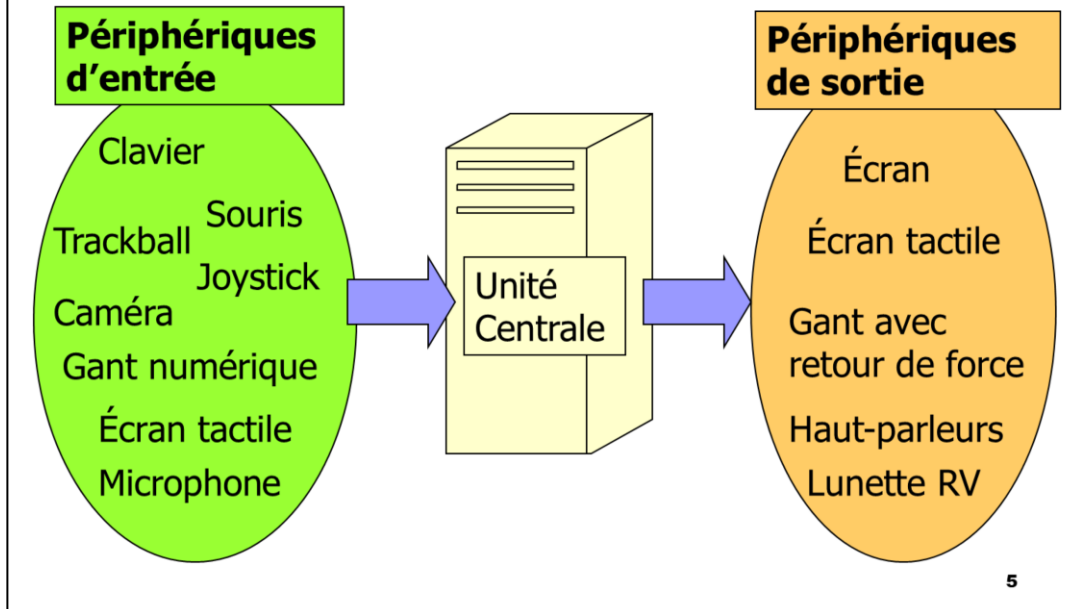 Périphériques
d’entrée
Clavier
Souris
Trackball
Joystick
Caméra
Gant numérique
Écran tactile
Microphone
Unité
Centrale
Périphériques
de sortie
Écran
Écran tactile
Gant avec
retour de force
Haut-parleurs
Lunette RV
5